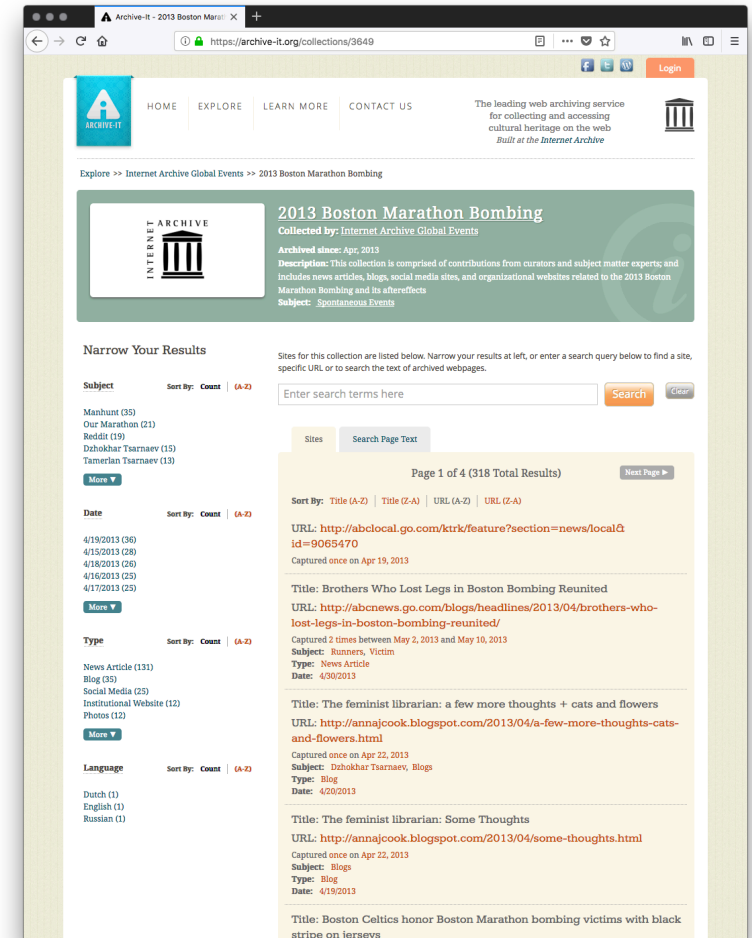 Archive-It - 2013 Boston Marath
https://archive-it.org/collections/3649
Login
ARCHIVE-IT
HOME EXPLORE LEARN MORE CONTACT US
The leading web archiving service
for collecting and accessing
cultural heritage on the web
Built at the Internet Archive
Explore >> Internet Archive Global Events >> 2013 Boston Marathon Bombing
INTERNET ARCHIVE
2013 Boston Marathon Bombing
Collected by: Internet Archive Global Events
Archived since: Apr, 2013
Description: This collection is comprised of contributions from curators and subject matter experts; and
includes news articles, blogs, social media sites, and organizational websites related to the 2013 Boston
Marathon Bombing and its aftereffects
Subject: Spontaneous Events
Narrow Your Results
Subject Sort By: Count (A-Z)
Manhunt (35)
Our Marathon (21)
Reddit (19)
Dzhokhar Tsarnaev (15)
Tamerlan Tsarnaev (13)
More ▼
Date Sort By: Count (A-Z)
4/19/2013 (36)
4/15/2013 (28)
4/18/2013 (26)
4/16/2013 (25)
4/17/2013 (25)
More ▼
Type Sort By: Count (A-Z)
News Article (131)
Blog (35)
Social Media (25)
Institutional Website (12)
Photos (12)
More ▼
Language Sort By: Count (A-Z)
Dutch (1)
English (1)
Russian (1)
Sites for this collection are listed below. Narrow your results at left, or enter a search query below to find a site,
specific URL or to search the text of archived webpages.
Enter search terms here Search Clear
Sites Search Page Text
Page 1 of 4 (318 Total Results) Next Page ►
Sort By: Title (A-Z) Title (Z-A) URL (A-Z) URL (Z-A)
URL: http://abclocal.go.com/ktrk/feature?section=news/local&
id=9065470
Captured once on Apr 19, 2013
Title: Brothers Who Lost Legs in Boston Bombing Reunited
URL: http://abcnews.go.com/blogs/headlines/2013/04/brothers-who-
lost-legs-in-boston-bombing-reunited/
Captured 2 times between May 2, 2013 and May 10, 2013
Subject: Runners, Victim
Type: News Article
Date: 4/30/2013
Title: The feminist librarian: a few more thoughts + cats and flowers
URL: http://annajcook.blogspot.com/2013/04/a-few-more-thoughts-cats-
and-flowers.html
Captured once on Apr 22, 2013
Subject: Dzhokhar Tsarnaev, Blogs
Type: Blog
Date: 4/20/2013
Title: The feminist librarian: Some Thoughts
URL: http://annajcook.blogspot.com/2013/04/some-thoughts.html
Captured once on Apr 22, 2013
Subject: Blogs
Type: Blog
Date: 4/19/2013
Title: Boston Celtics honor Boston Marathon bombing victims with black
stripe on jerseys